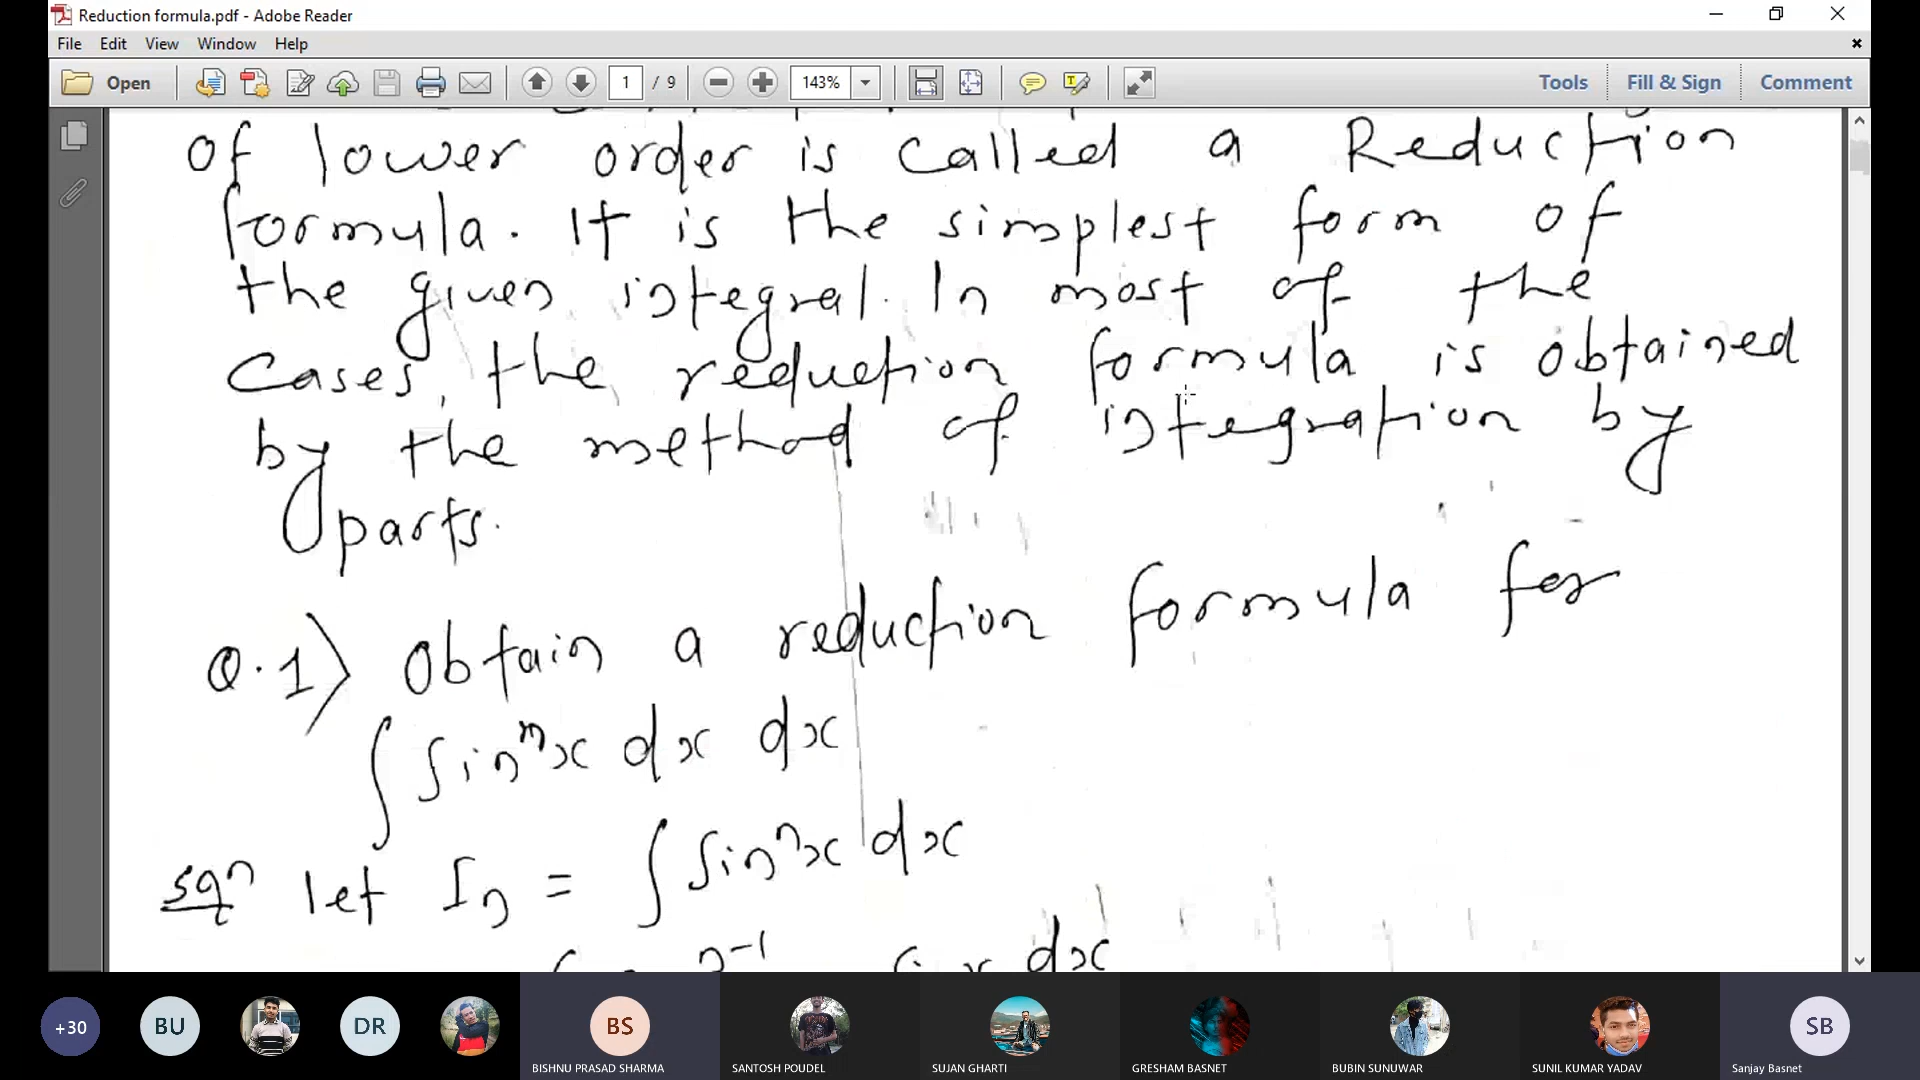 Reduction formula.pdf - Adobe Reader
File Edit View Window Help
Open 1 / 9 143% Tools Fill & Sign Comment
of lower order is called a Reduction
formula. It is the simplest form of
the given integral. In most of the
cases, the reduction formula is obtained
by the method of integration by
parts.
Q.1) Obtain a reduction formula for
∫ sinⁿx dx dx
Solⁿ let Iₙ = ∫ sinⁿx dx
n-1 dx
+30 BU DR BS SB
BISHNU PRASAD SHARMA SANTOSH POUDEL SUJAN GHARTI GRESHAM BASNET BUBIN SUNUWAR SUNIL KUMAR YADAV Sanjay Basnet